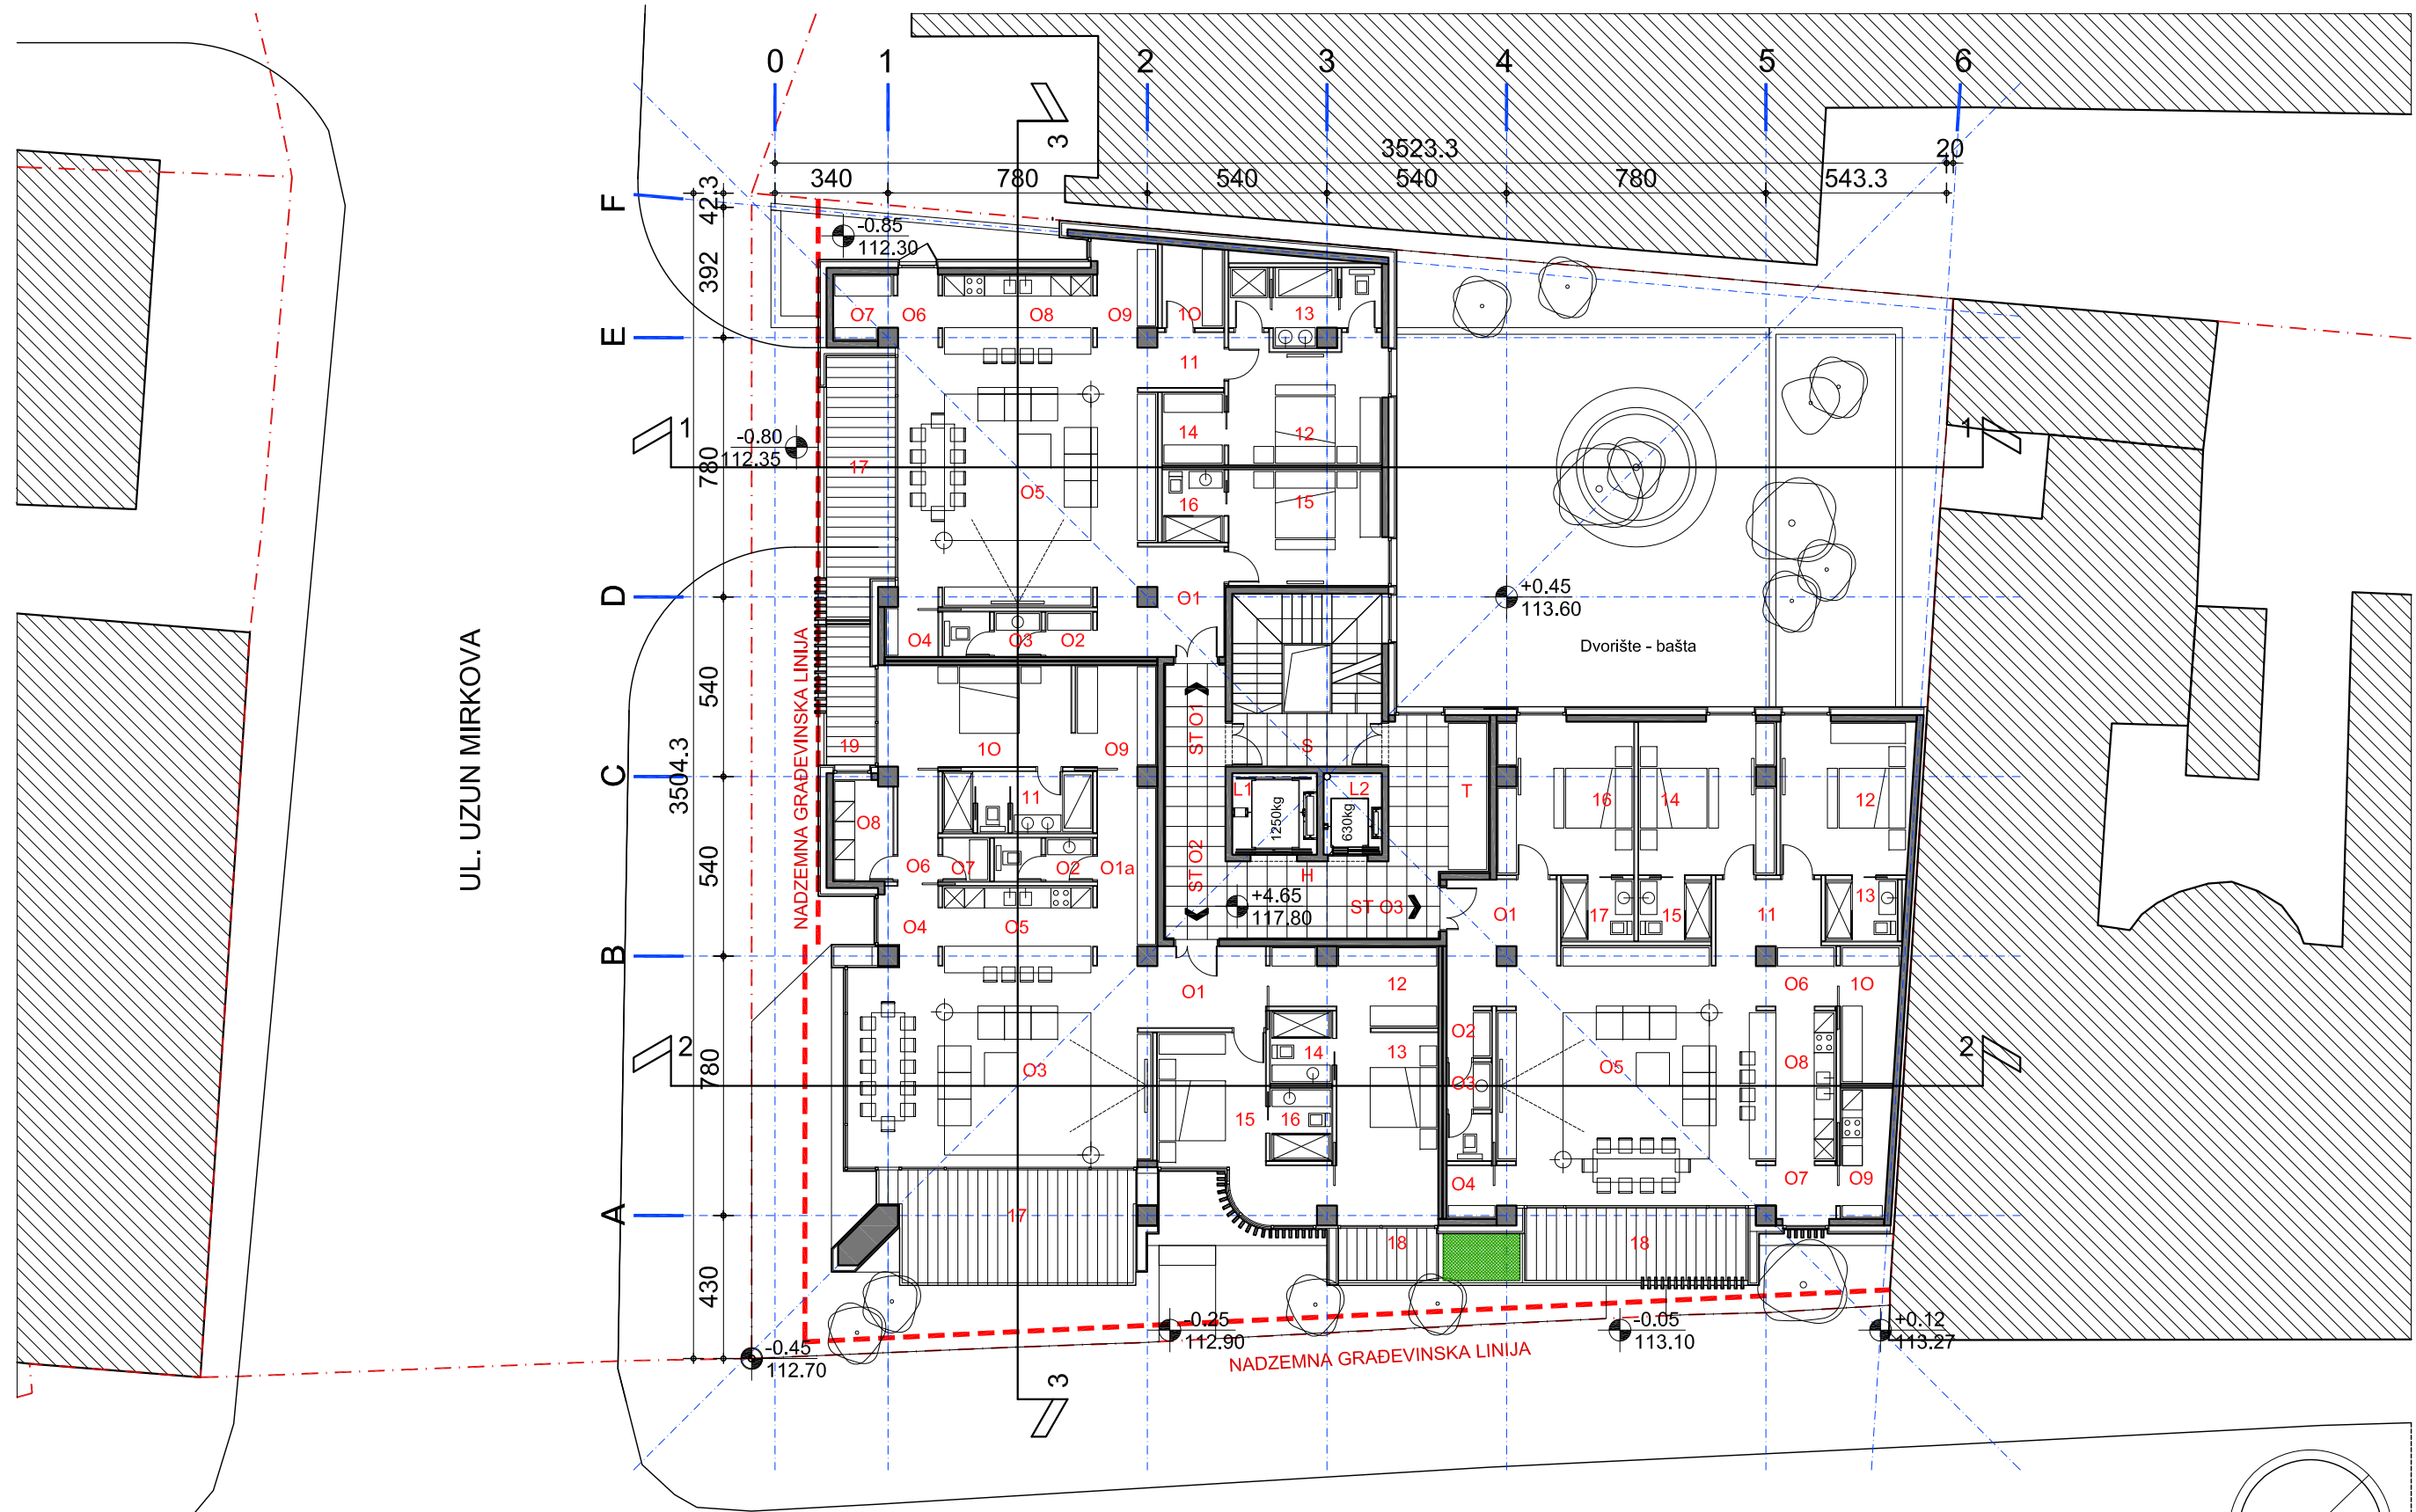 0
1
2
3
4
5
6
3
3523.3
20
340
780
540
540
780
543.3
F
42.3
-0.85
112.30
392
E
O7
O6
O8
O9
1O
13
11
1
-0.80
112.35
780
17
14
12
1
O5
16
15
D
O1
+0.45
113.60
Dvorište - bašta
O4
O3
O2
UL. UZUN MIRKOVA
NADZEMNA GRAĐEVINSKA LINIJA
540
ST O1
19
1O
O9
S
C
3504.3
L1
L2
T
16
14
12
1250kg
630kg
O8
11
540
O6
O7
O2
O1a
ST O2
H
+4.65
117.80
ST O3
O1
17
15
11
13
O4
O5
B
O1
12
O6
1O
2
780
O3
14
13
O2
O3
O5
O8
2
15
16
O4
O7
O9
A
17
18
18
430
-0.45
112.70
-0.25
112.90
-0.05
113.10
+0.12
113.27
NADZEMNA GRAĐEVINSKA LINIJA
3